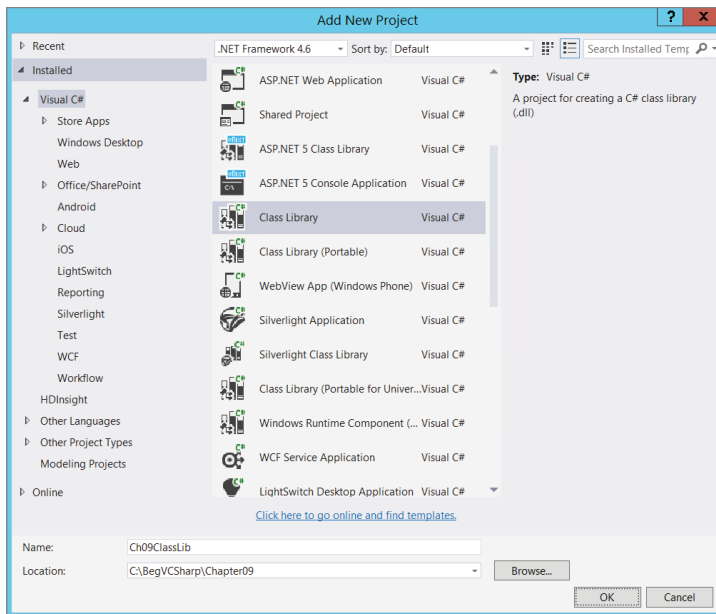 Add New Project
?
Recent
.NET Framework 4.6
Sort by: Default
Search Installed Temp
Installed
Visual C#
Store Apps
Windows Desktop
Web
Office/SharePoint
Android
Cloud
iOS
LightSwitch
Reporting
Silverlight
Test
WCF
Workflow
HDInsight
Other Languages
Other Project Types
Modeling Projects
Online
ASP.NET Web Application Visual C#
Shared Project Visual C#
ASP.NET 5 Class Library Visual C#
ASP.NET 5 Console Application Visual C#
Class Library Visual C#
Class Library (Portable) Visual C#
WebView App (Windows Phone) Visual C#
Silverlight Application Visual C#
Silverlight Class Library Visual C#
Class Library (Portable for Univer...Visual C#
Windows Runtime Component (... Visual C#
WCF Service Application Visual C#
LightSwitch Desktop Application Visual C#
Click here to go online and find templates.
Type: Visual C#
A project for creating a C# class library
(.dll)
Name: Ch09ClassLib
Location: C:\BegVCSharp\Chapter09
Browse...
OK Cancel